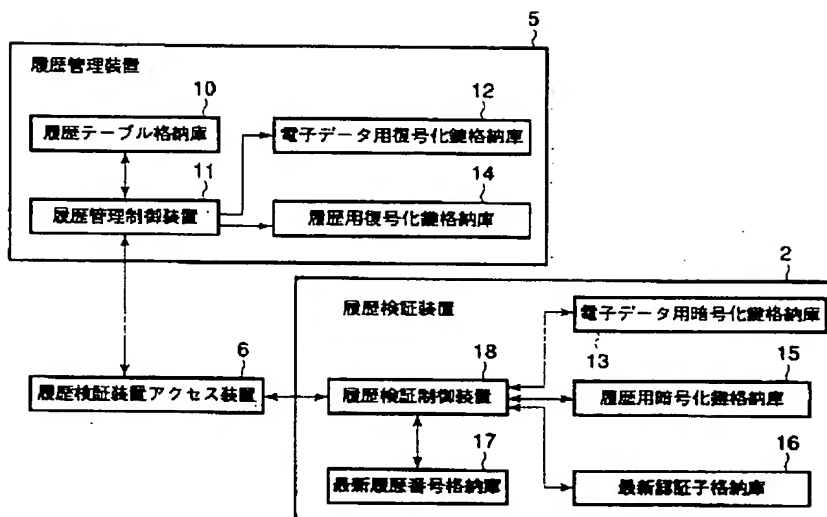 5
履歴管理装置
10
12
履歴テーブル格納庫
電子データ用復号化鍵格納庫
11
14
履歴管理制御装置
履歴用復号化鍵格納庫
2
履歴検証装置
電子データ用暗号化鍵格納庫
13
6
18
15
履歴検証装置アクセス装置
履歴検証制御装置
履歴用暗号化鍵格納庫
17
16
最新履歴番号格納庫
最新認証子格納庫